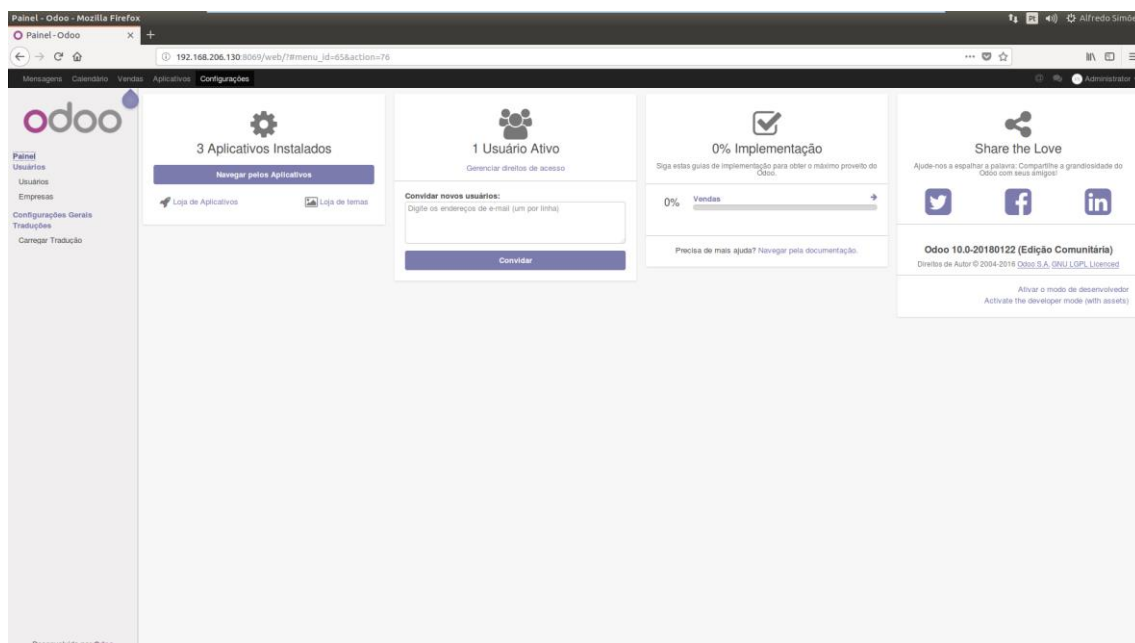 Painel - Odoo - Mozilla Firefox
Pt
Alfredo Simõe
Painel - Odoo
192.168.206.130:8069/web/?#menu_id=65&action=76
Mensagens Calendário Vendas Aplicativos Configurações
Administrator
odoo
Painel
Usuários
Usuários
Empresas
Configurações Gerais
Traduções
Carregar Tradução
3 Aplicativos Instalados
Navegar pelos Aplicativos
Loja de Aplicativos
Loja de temas
1 Usuário Ativo
Gerenciar direitos de acesso
Convidar novos usuários:
Digite os endereços de e-mail (um por linha)
Convidar
0% Implementação
Siga estas guias de implementação para obter o máximo proveito do
Odoo.
0% Vendas
Precisa de mais ajuda? Navegar pela documentação.
Share the Love
Ajude-nos a espalhar a palavra: Compartilhe a grandiosidade do
Odoo com seus amigos!
Odoo 10.0-20180122 (Edição Comunitária)
Direitos de Autor © 2004-2016 Odoo S.A. GNU LGPL Licenced
Ativar o modo de desenvolvedor
Activate the developer mode (with assets)